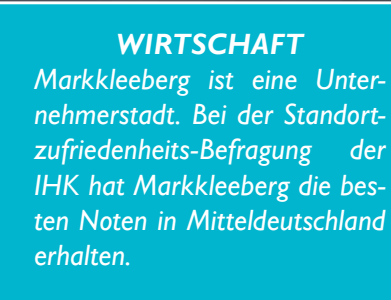 WIRTSCHAFT
Markkleeberg ist eine Unter-
nehmerstadt. Bei der Standort-
zufriedenheits-Befragung der
IHK hat Markkleeberg die bes-
ten Noten in Mitteldeutschland
erhalten.